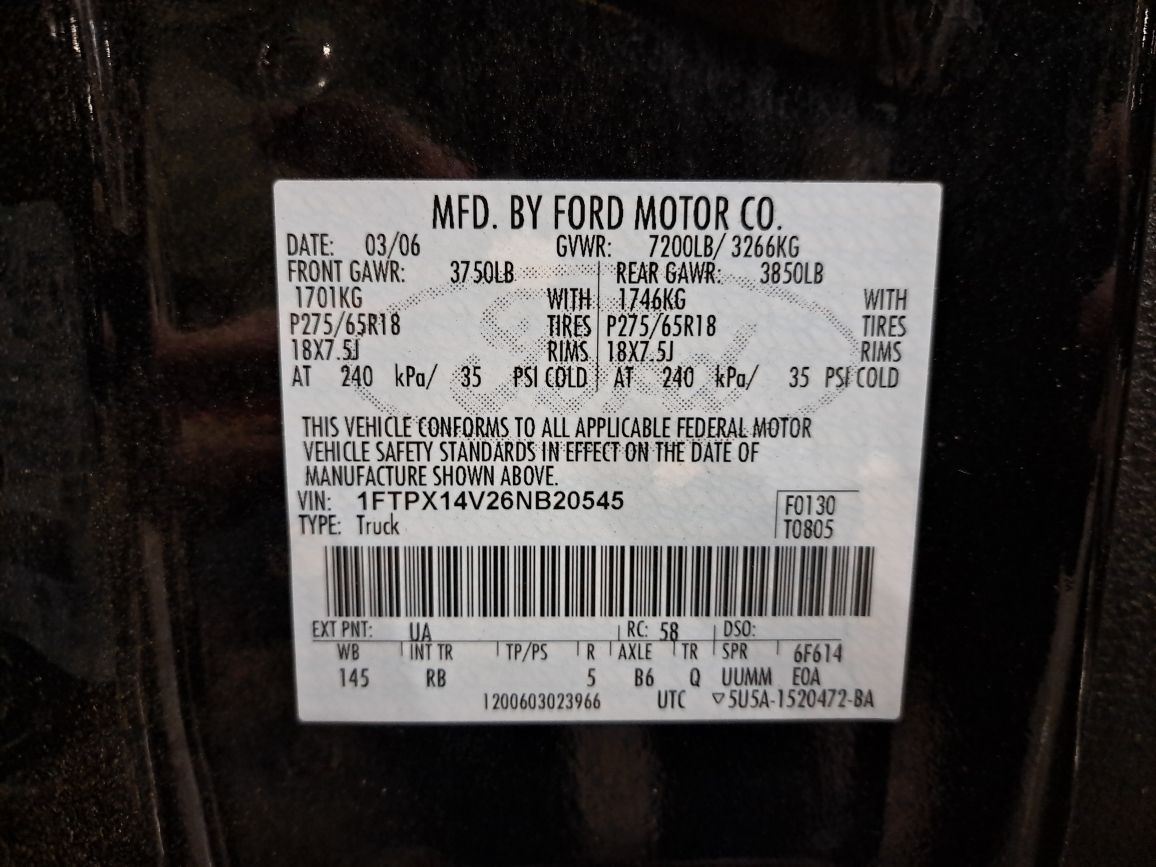 MFD. BY FORD MOTOR CO.
DATE: 03/06 GVWR: 7200LB/ 3266KG
FRONT GAWR: 3750LB REAR GAWR: 3850LB
1701KG WITH 1746KG WITH
P275/65R18 TIRES P275/65R18 TIRES
18X7.5J RIMS 18X7.5J RIMS
AT 240 kPa/ 35 PSI COLD AT 240 kPa/ 35 PSI COLD
THIS VEHICLE CONFORMS TO ALL APPLICABLE FEDERAL MOTOR
VEHICLE SAFETY STANDARDS IN EFFECT ON THE DATE OF
MANUFACTURE SHOWN ABOVE.
VIN: 1FTPX14V26NB20545 F0130
TYPE: Truck T0805
EXT PNT: UA RC: 58 DSO:
WB INT TR TP/PS R AXLE TR SPR 6F614
145 RB 5 B6 Q UUMM EOA
1200603023966 UTC ▽5U5A-1520472-BA